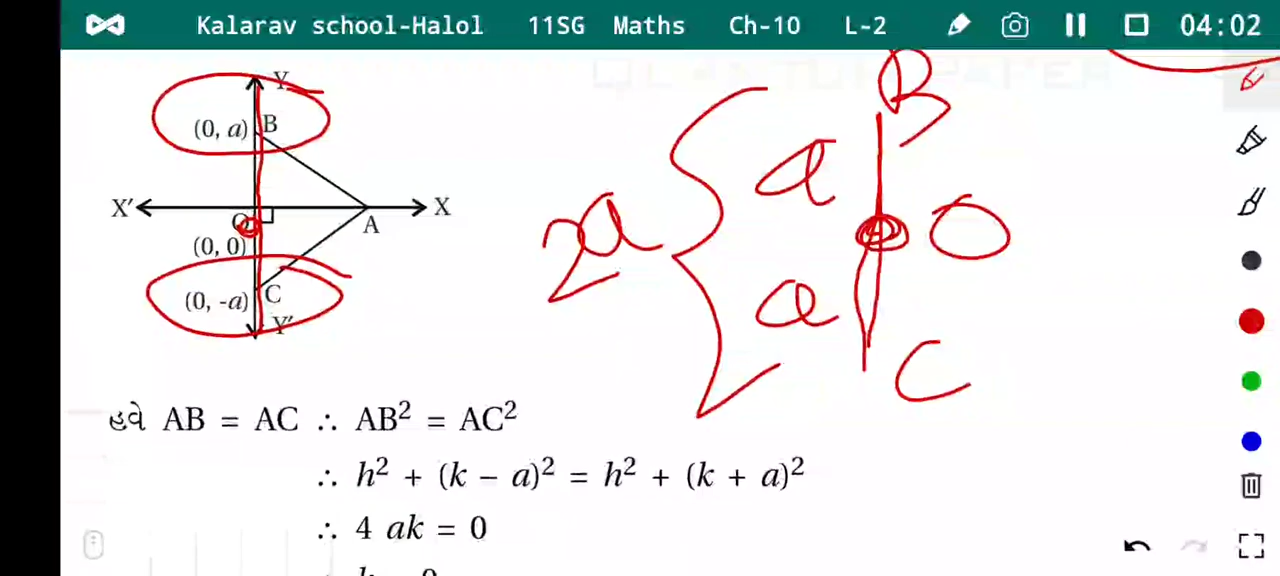 Kalarav school-Halol 11SG Maths Ch-10 L-2 04:02
Y
(0, a) B
X′ O A X
(0, 0)
(0, -a) C
Y′
B
a
2a O
a
C
હવે AB = AC ∴ AB² = AC²
∴ h² + (k − a)² = h² + (k + a)²
∴ 4 ak = 0